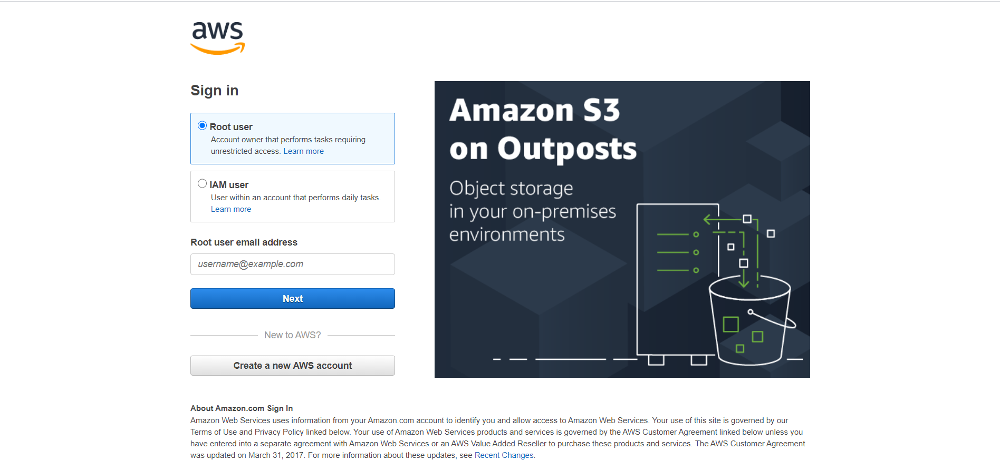 aws
Sign in
Root user
Account owner that performs tasks requiring
unrestricted access. Learn more
IAM user
User within an account that performs daily tasks.
Learn more
Root user email address
username@example.com
Next
New to AWS?
Create a new AWS account
Amazon S3
on Outposts
Object storage
in your on-premises
environments
About Amazon.com Sign In
Amazon Web Services uses information from your Amazon.com account to identify you and allow access to Amazon Web Services. Your use of this site is governed by our
Terms of Use and Privacy Policy linked below. Your use of Amazon Web Services products and services is governed by the AWS Customer Agreement linked below unless you
have entered into a separate agreement with Amazon Web Services or an AWS Value Added Reseller to purchase these products and services. The AWS Customer Agreement
was updated on March 31, 2017. For more information about these updates, see Recent Changes.